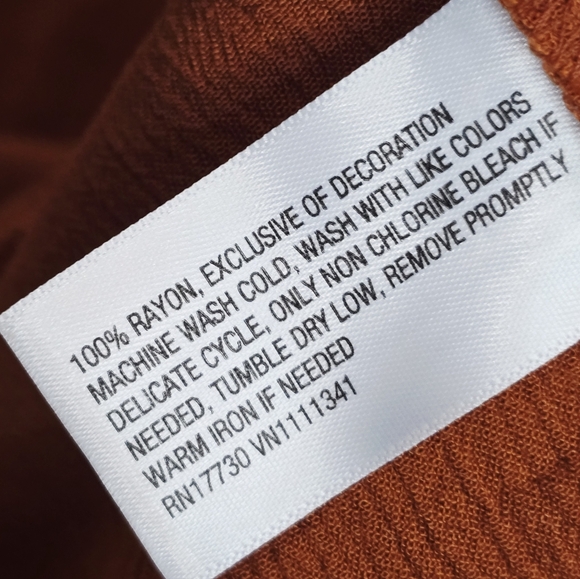 100% RAYON, EXCLUSIVE OF DECORATION
MACHINE WASH COLD, WASH WITH LIKE COLORS
DELICATE CYCLE, ONLY NON CHLORINE BLEACH IF
NEEDED, TUMBLE DRY LOW, REMOVE PROMPTLY
WARM IRON IF NEEDED
RN17730 VN1111341